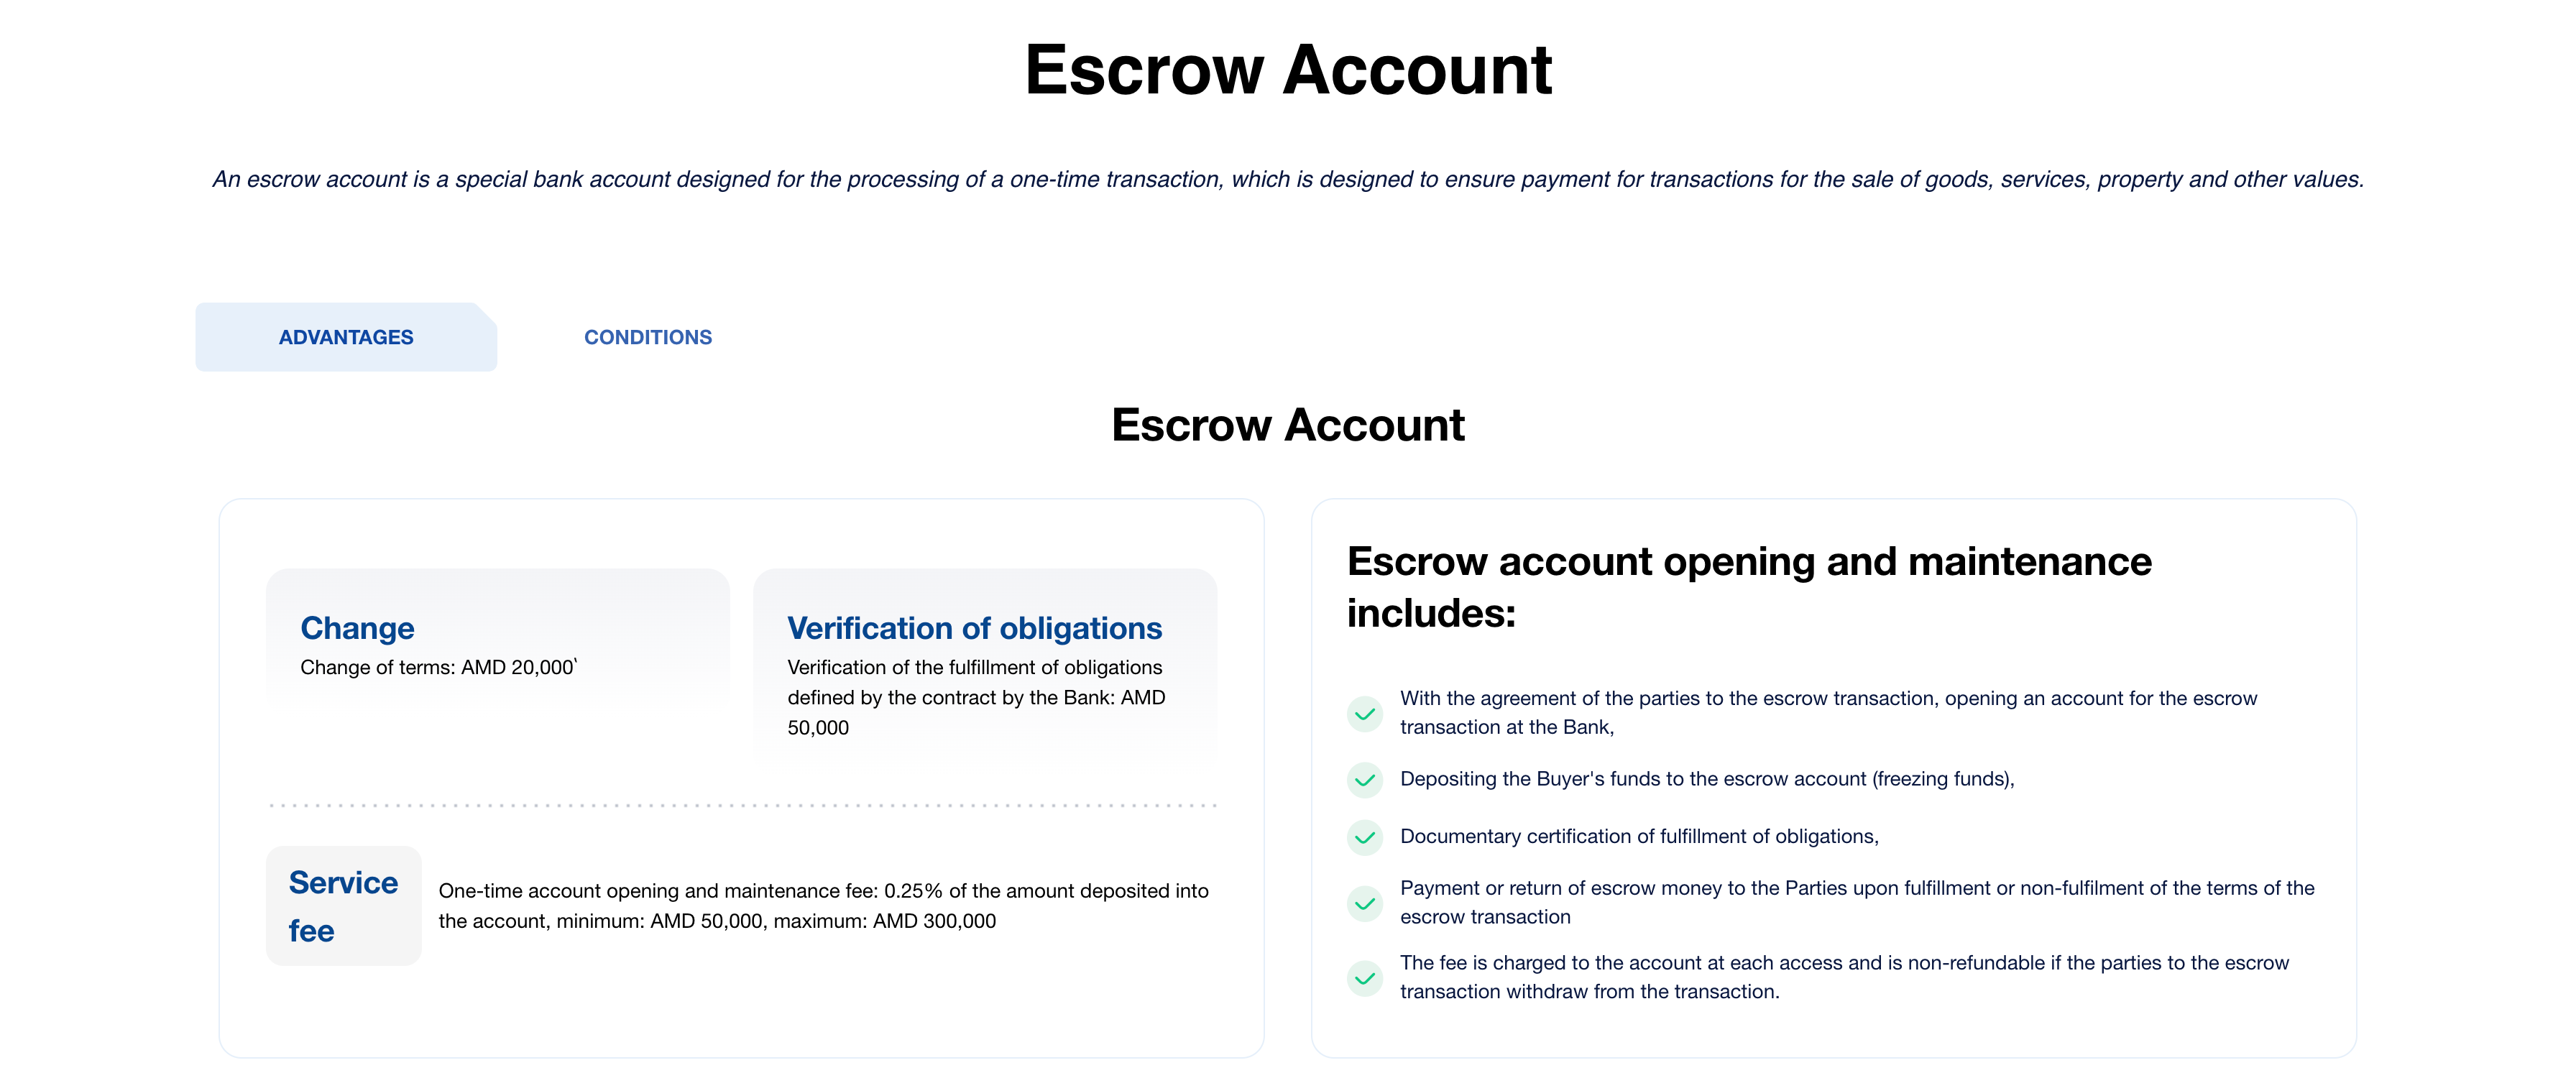 Escrow Account
An escrow account is a special bank account designed for the processing of a one-time transaction, which is designed to ensure payment for transactions for the sale of goods, services, property and other values.
ADVANTAGES
CONDITIONS
Escrow Account
Change
Change of terms: AMD 20,000՝
Verification of obligations
Verification of the fulfillment of obligations
defined by the contract by the Bank: AMD
50,000
Service
fee
One-time account opening and maintenance fee: 0.25% of the amount deposited into
the account, minimum: AMD 50,000, maximum: AMD 300,000
Escrow account opening and maintenance
includes:
With the agreement of the parties to the escrow transaction, opening an account for the escrow
transaction at the Bank,
Depositing the Buyer's funds to the escrow account (freezing funds),
Documentary certification of fulfillment of obligations,
Payment or return of escrow money to the Parties upon fulfillment or non-fulfilment of the terms of the
escrow transaction
The fee is charged to the account at each access and is non-refundable if the parties to the escrow
transaction withdraw from the transaction.